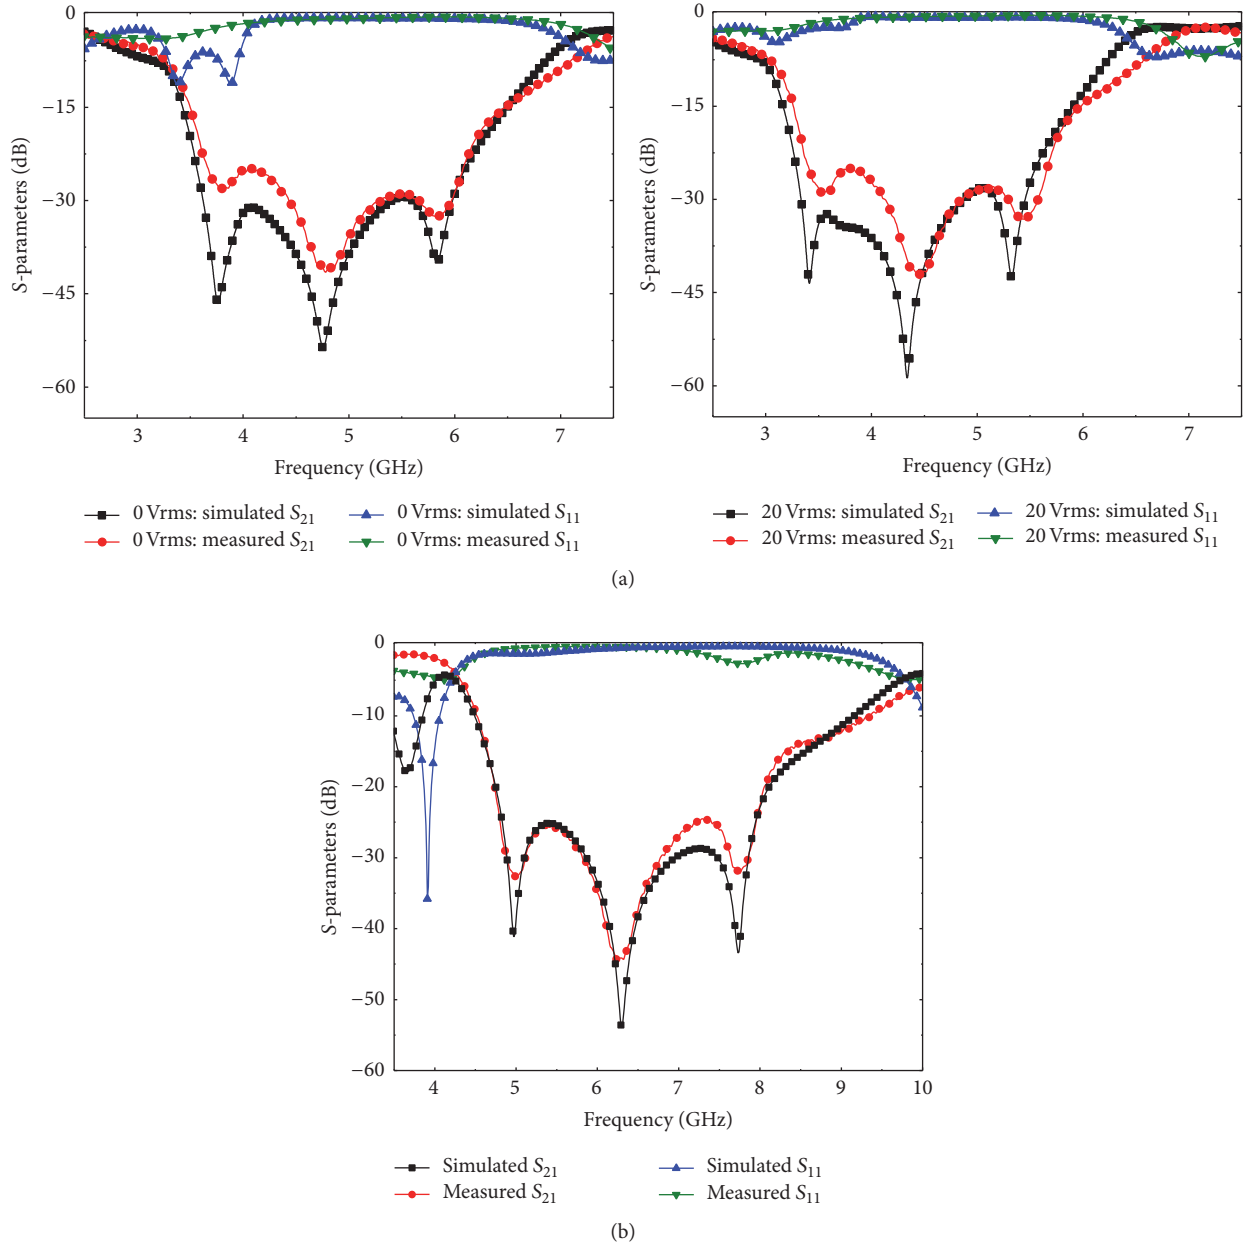 0
−15
−30
−45
−60
S-parameters (dB)
3 4 5 6 7
Frequency (GHz)
0 Vrms: simulated S21
0 Vrms: measured S21
0 Vrms: simulated S11
0 Vrms: measured S11
0
−15
−30
−45
−60
S-parameters (dB)
3 4 5 6 7
Frequency (GHz)
20 Vrms: simulated S21
20 Vrms: measured S21
20 Vrms: simulated S11
20 Vrms: measured S11
(a)
0
−10
−20
−30
−40
−50
−60
S-parameters (dB)
4 5 6 7 8 9 10
Frequency (GHz)
Simulated S21
Measured S21
Simulated S11
Measured S11
(b)